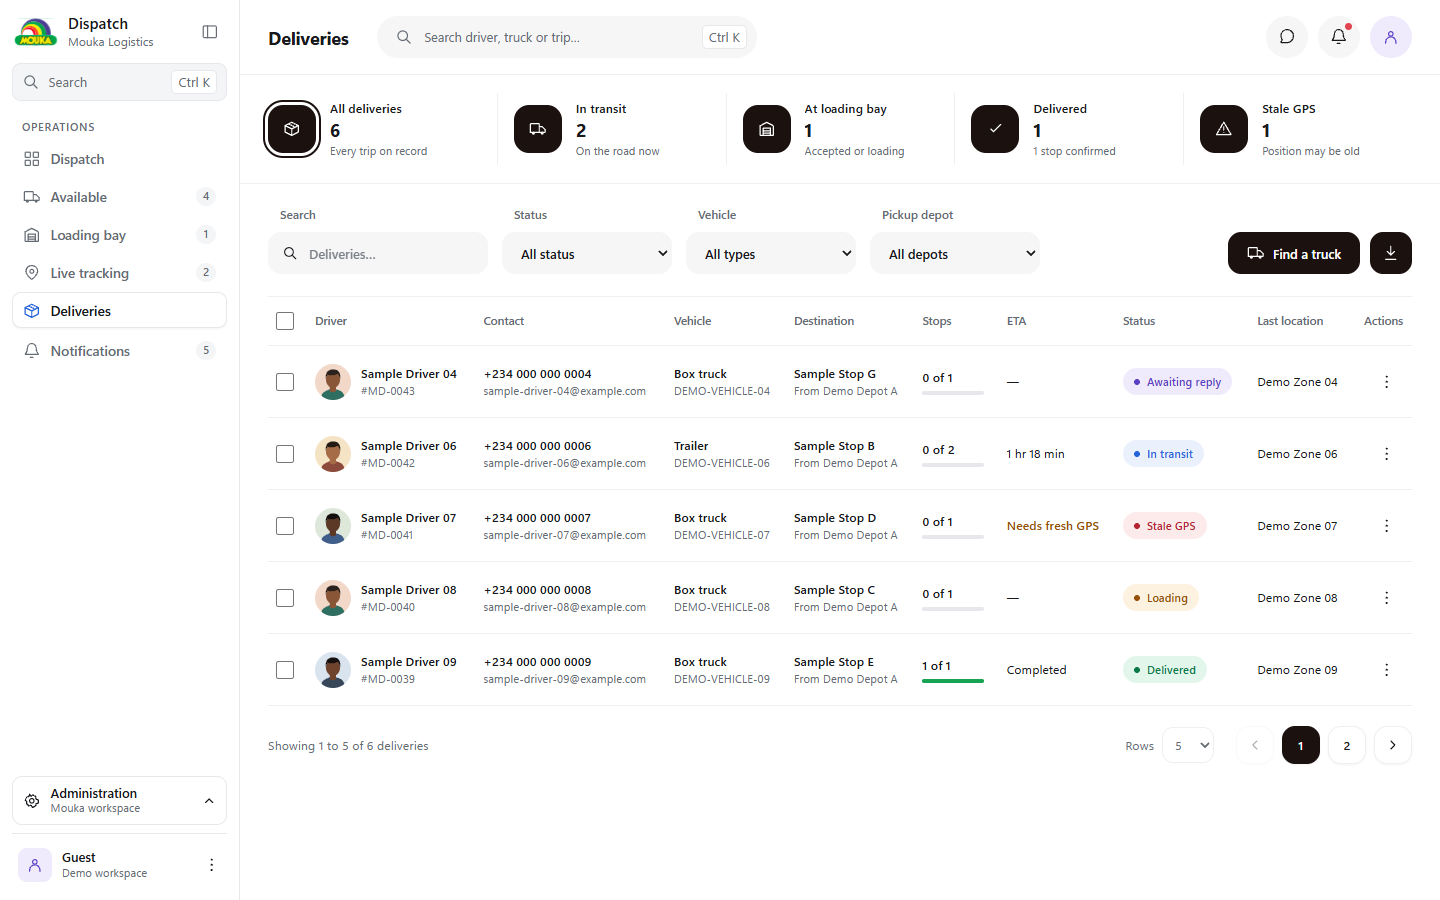 MOUKA
Dispatch
Mouka Logistics
Search
Ctrl K
OPERATIONS
Dispatch
Available
4
Loading bay
1
Live tracking
2
Deliveries
Notifications
5
Administration
Mouka workspace
Guest
Demo workspace
Deliveries
Search driver, truck or trip...
Ctrl K
All deliveries
6
Every trip on record
In transit
2
On the road now
At loading bay
1
Accepted or loading
Delivered
1
1 stop confirmed
Stale GPS
1
Position may be old
Search
Status
Vehicle
Pickup depot
Deliveries...
All status
All types
All depots
Find a truck
Driver
Contact
Vehicle
Destination
Stops
ETA
Status
Last location
Actions
Sample Driver 04
#MD-0043
+234 000 000 0004
sample-driver-04@example.com
Box truck
DEMO-VEHICLE-04
Sample Stop G
From Demo Depot A
0 of 1
—
Awaiting reply
Demo Zone 04
Sample Driver 06
#MD-0042
+234 000 000 0006
sample-driver-06@example.com
Trailer
DEMO-VEHICLE-06
Sample Stop B
From Demo Depot A
0 of 2
1 hr 18 min
In transit
Demo Zone 06
Sample Driver 07
#MD-0041
+234 000 000 0007
sample-driver-07@example.com
Box truck
DEMO-VEHICLE-07
Sample Stop D
From Demo Depot A
0 of 1
Needs fresh GPS
Stale GPS
Demo Zone 07
Sample Driver 08
#MD-0040
+234 000 000 0008
sample-driver-08@example.com
Box truck
DEMO-VEHICLE-08
Sample Stop C
From Demo Depot A
0 of 1
—
Loading
Demo Zone 08
Sample Driver 09
#MD-0039
+234 000 000 0009
sample-driver-09@example.com
Box truck
DEMO-VEHICLE-09
Sample Stop E
From Demo Depot A
1 of 1
Completed
Delivered
Demo Zone 09
Showing 1 to 5 of 6 deliveries
Rows
5
1
2